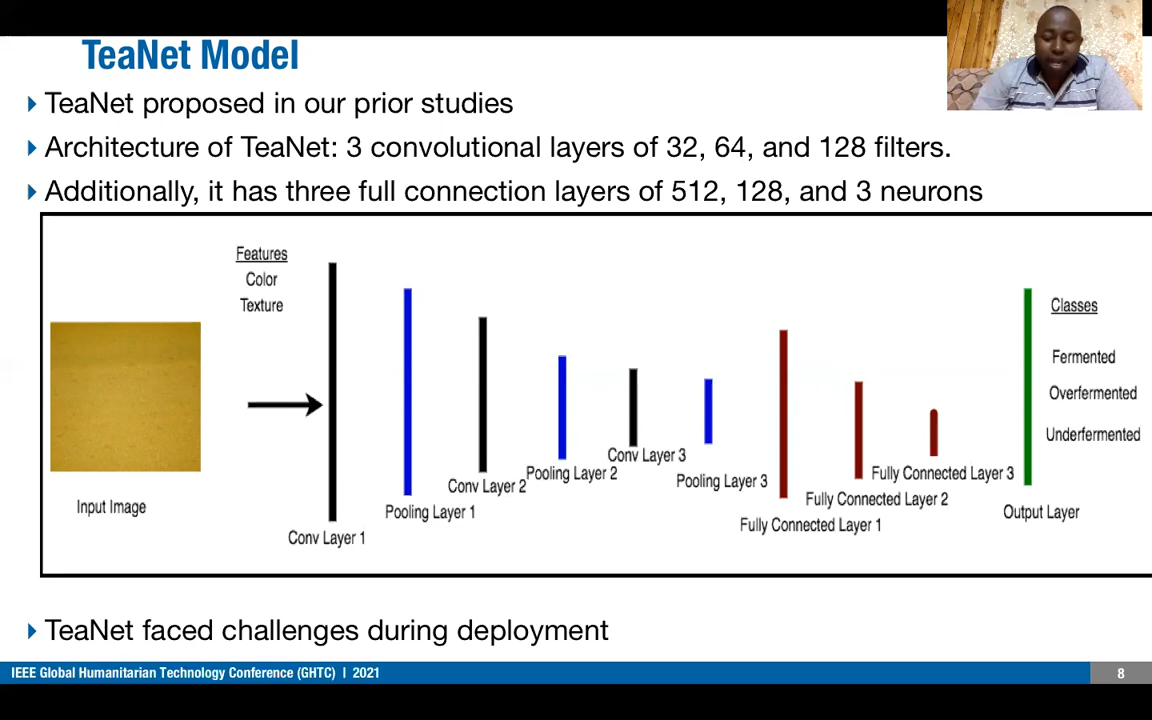 TeaNet Model
TeaNet proposed in our prior studies
Architecture of TeaNet: 3 convolutional layers of 32, 64, and 128 filters.
Additionally, it has three full connection layers of 512, 128, and 3 neurons
Features
Color
Texture
Input Image
Conv Layer 1
Pooling Layer 1
Conv Layer 2
Pooling Layer 2
Conv Layer 3
Pooling Layer 3
Fully Connected Layer 1
Fully Connected Layer 2
Fully Connected Layer 3
Output Layer
Classes
Fermented
Overfermented
Underfermented
TeaNet faced challenges during deployment
IEEE Global Humanitarian Technology Conference (GHTC) | 2021
8